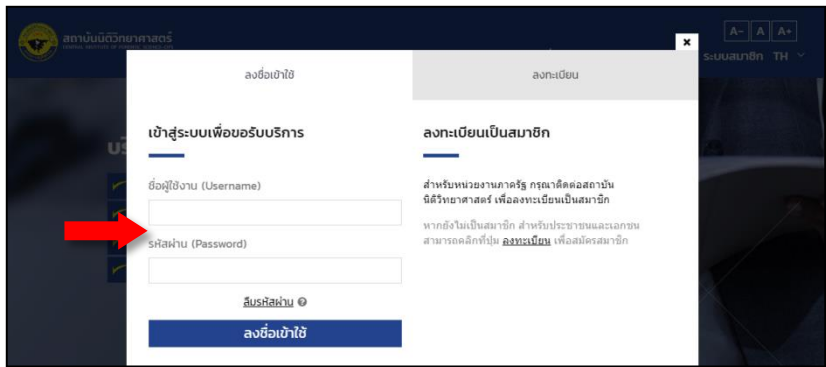 สถาบันนิติวิทยาศาสตร์
A- A A+
ระบบสมาชิก TH
ลงชื่อเข้าใช้
ลงทะเบียน
เข้าสู่ระบบเพื่อขอรับบริการ
ชื่อผู้ใช้งาน (Username)
รหัสผ่าน (Password)
ลืมรหัสผ่าน
ลงชื่อเข้าใช้
ลงทะเบียนเป็นสมาชิก
สำหรับหน่วยงานภาครัฐ กรุณาติดต่อสถาบัน
นิติวิทยาศาสตร์ เพื่อลงทะเบียนเป็นสมาชิก
หากยังไม่เป็นสมาชิก สำหรับประชาชนและเอกชน
สามารถคลิกที่ปุ่ม ลงทะเบียน เพื่อสมัครสมาชิก